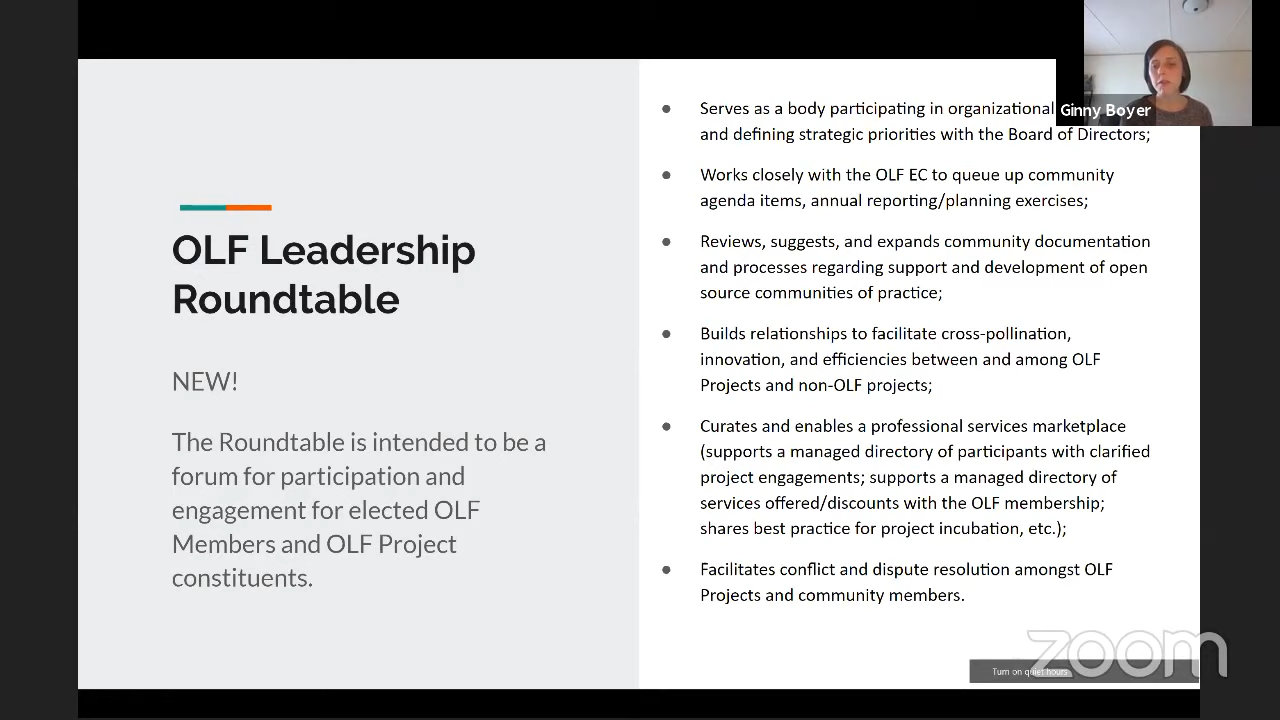 OLF Leadership
Roundtable
NEW!
The Roundtable is intended to be a
forum for participation and
engagement for elected OLF
Members and OLF Project
constituents.
Serves as a body participating in organizational
and defining strategic priorities with the Board of Directors;
Works closely with the OLF EC to queue up community
agenda items, annual reporting/planning exercises;
Reviews, suggests, and expands community documentation
and processes regarding support and development of open
source communities of practice;
Builds relationships to facilitate cross-pollination,
innovation, and efficiencies between and among OLF
Projects and non-OLF projects;
Curates and enables a professional services marketplace
(supports a managed directory of participants with clarified
project engagements; supports a managed directory of
services offered/discounts with the OLF membership;
shares best practice for project incubation, etc.);
Facilitates conflict and dispute resolution amongst OLF
Projects and community members.
Ginny Boyer
Turn on quiet hours
zoom